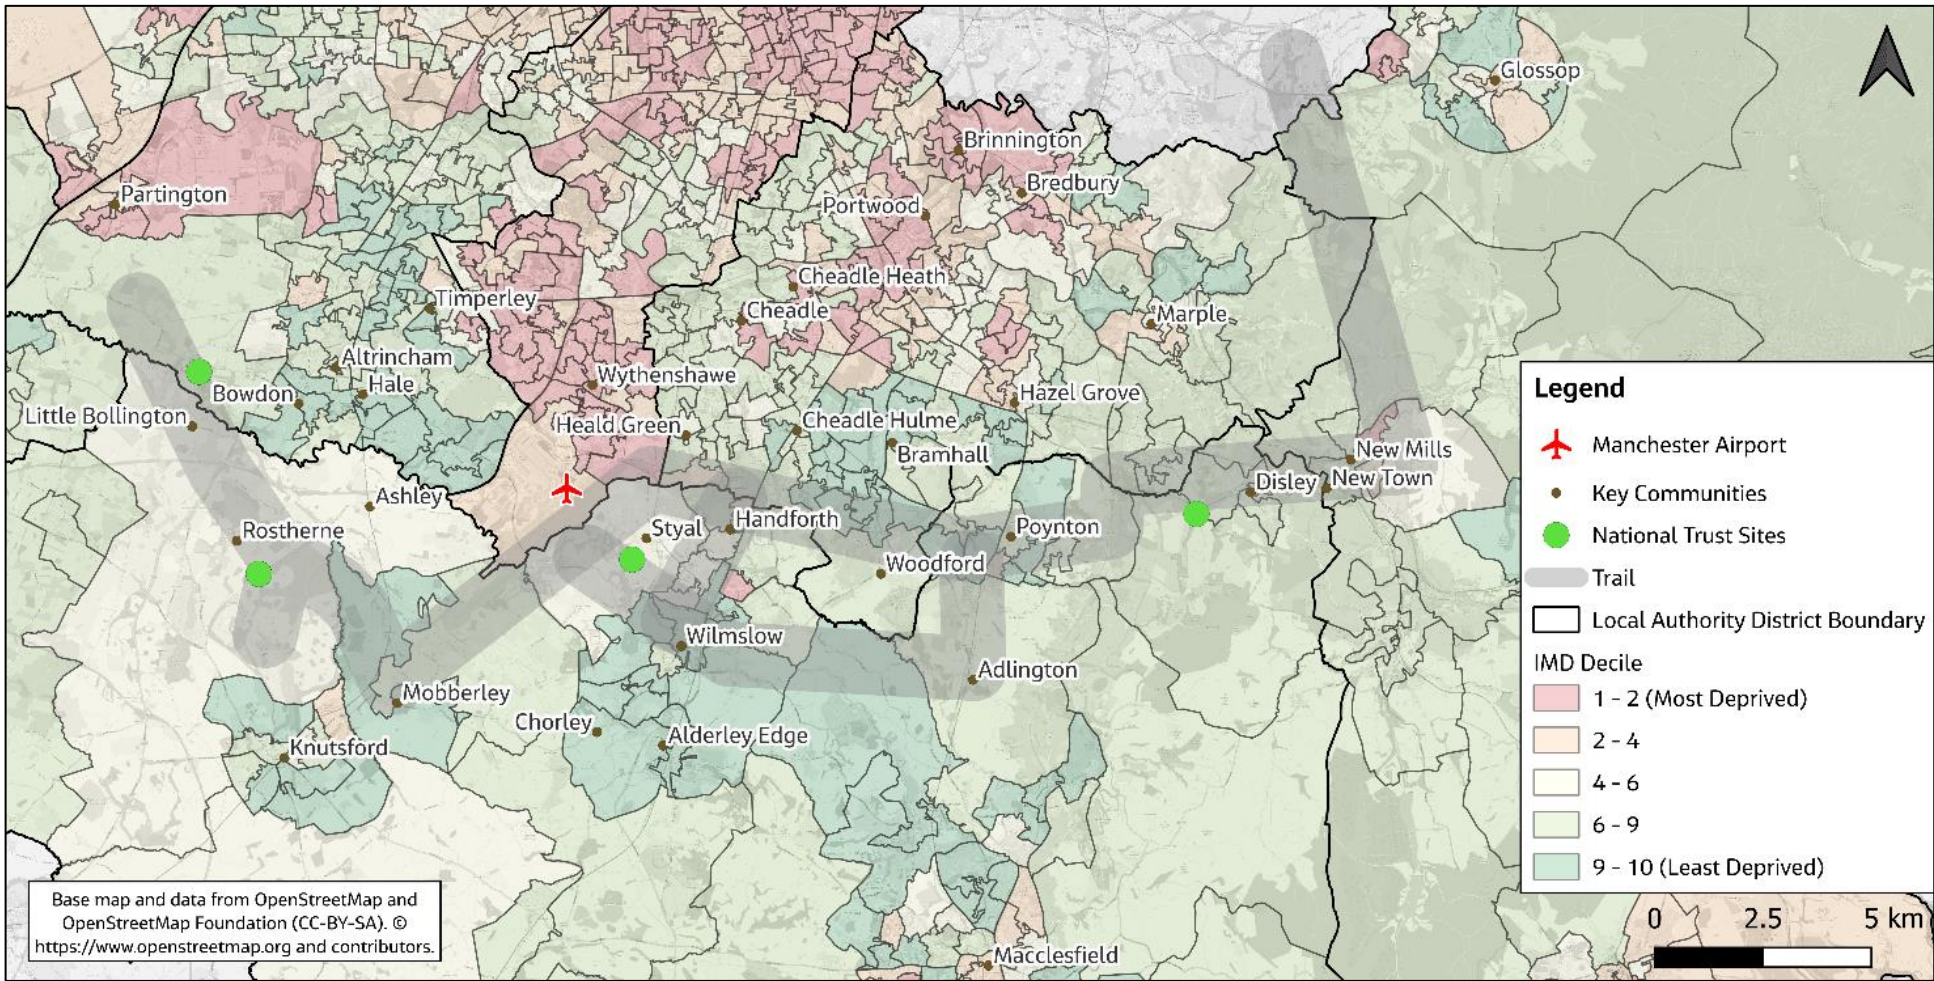 Glossop
Brinnington
Partington
Bredbury
Portwood
Cheadle Heath
Timperley
Cheadle
Marple
Altrincham
Wythenshawe
Hale
Bowdon
Hazel Grove
Little Bollington
Heald Green
Cheadle Hulme
Bramhall
New Mills
Disley
New Town
Ashley
Rostherne
Styal
Handforth
Poynton
Woodford
Wilmslow
Adlington
Mobberley
Chorley
Alderley Edge
Knutsford
Macclesfield
Legend
Manchester Airport
Key Communities
National Trust Sites
Trail
Local Authority District Boundary
IMD Decile
1 - 2 (Most Deprived)
2 - 4
4 - 6
6 - 9
9 - 10 (Least Deprived)
0 2.5 5 km
Base map and data from OpenStreetMap and
OpenStreetMap Foundation (CC-BY-SA). ©
https://www.openstreetmap.org and contributors.